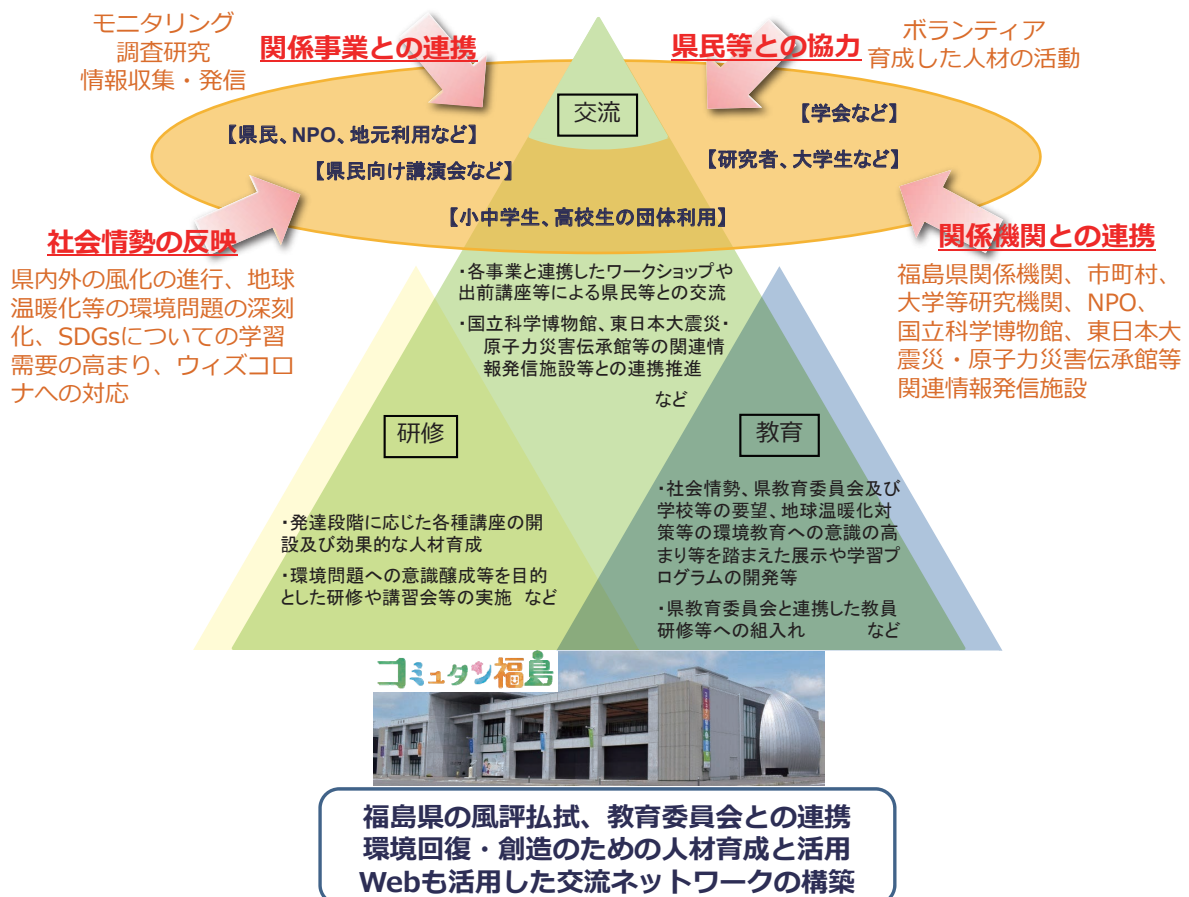 モニタリング
調査研究
情報収集・発信
関係事業との連携
県民等との協力
ボランティア
育成した人材の活動
交流
【県民、NPO、地元利用など】
【県民向け講演会など】
【学会など】
【研究者、大学生など】
【小中学生、高校生の団体利用】
社会情勢の反映
県内外の風化の進行、地球
温暖化等の環境問題の深刻
化、SDGsについての学習
需要の高まり、ウィズコロ
ナへの対応
関係機関との連携
福島県関係機関、市町村、
大学等研究機関、NPO、
国立科学博物館、東日本大
震災・原子力災害伝承館等
関連情報発信施設
・各事業と連携したワークショップや
出前講座等による県民等との交流
・国立科学博物館、東日本大震災・
原子力災害伝承館等の関連情
報発信施設等との連携推進
など
研修
・発達段階に応じた各種講座の開
設及び効果的な人材育成
・環境問題への意識醸成等を目的
とした研修や講習会等の実施 など
教育
・社会情勢、県教育委員会及び
学校等の要望、地球温暖化対
策等の環境教育への意識の高
まり等を踏まえた展示や学習プ
ログラムの開発等
・県教育委員会と連携した教員
研修等への組入れ など
コミュタン福島
福島県の風評払拭、教育委員会との連携
環境回復・創造のための人材育成と活用
Webも活用した交流ネットワークの構築